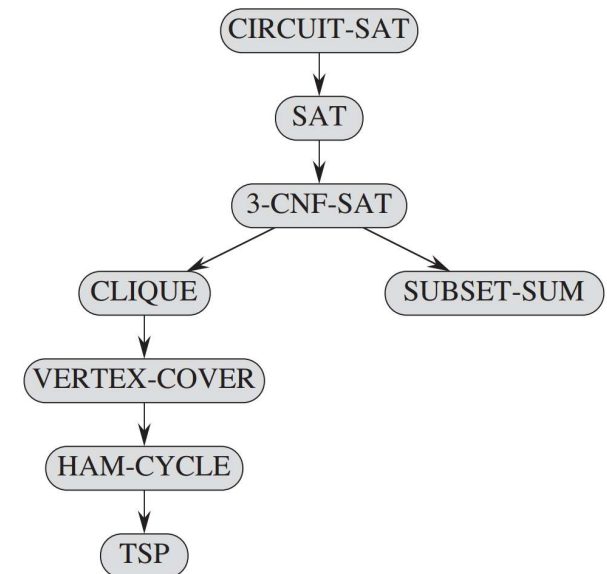 CIRCUIT-SAT
SAT
3-CNF-SAT
CLIQUE
SUBSET-SUM
VERTEX-COVER
HAM-CYCLE
TSP